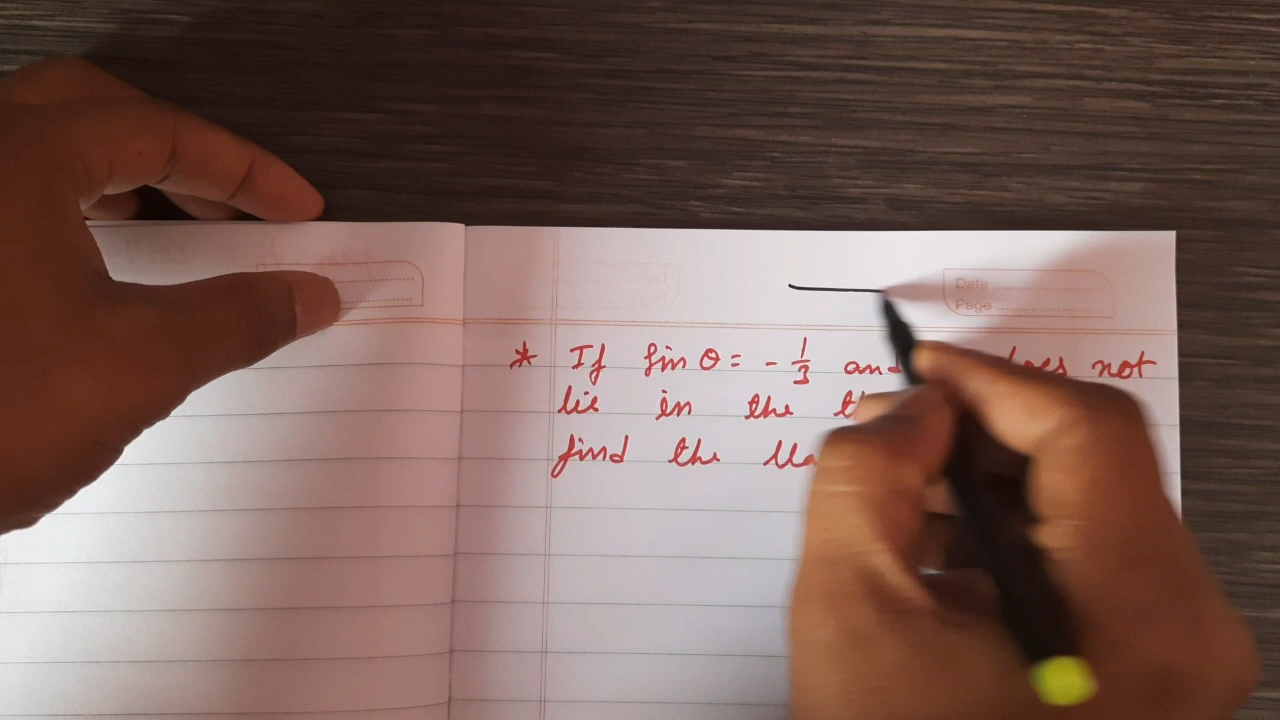 Date
Page
* If sin θ = - 1/3 and does not
lie in the
find the